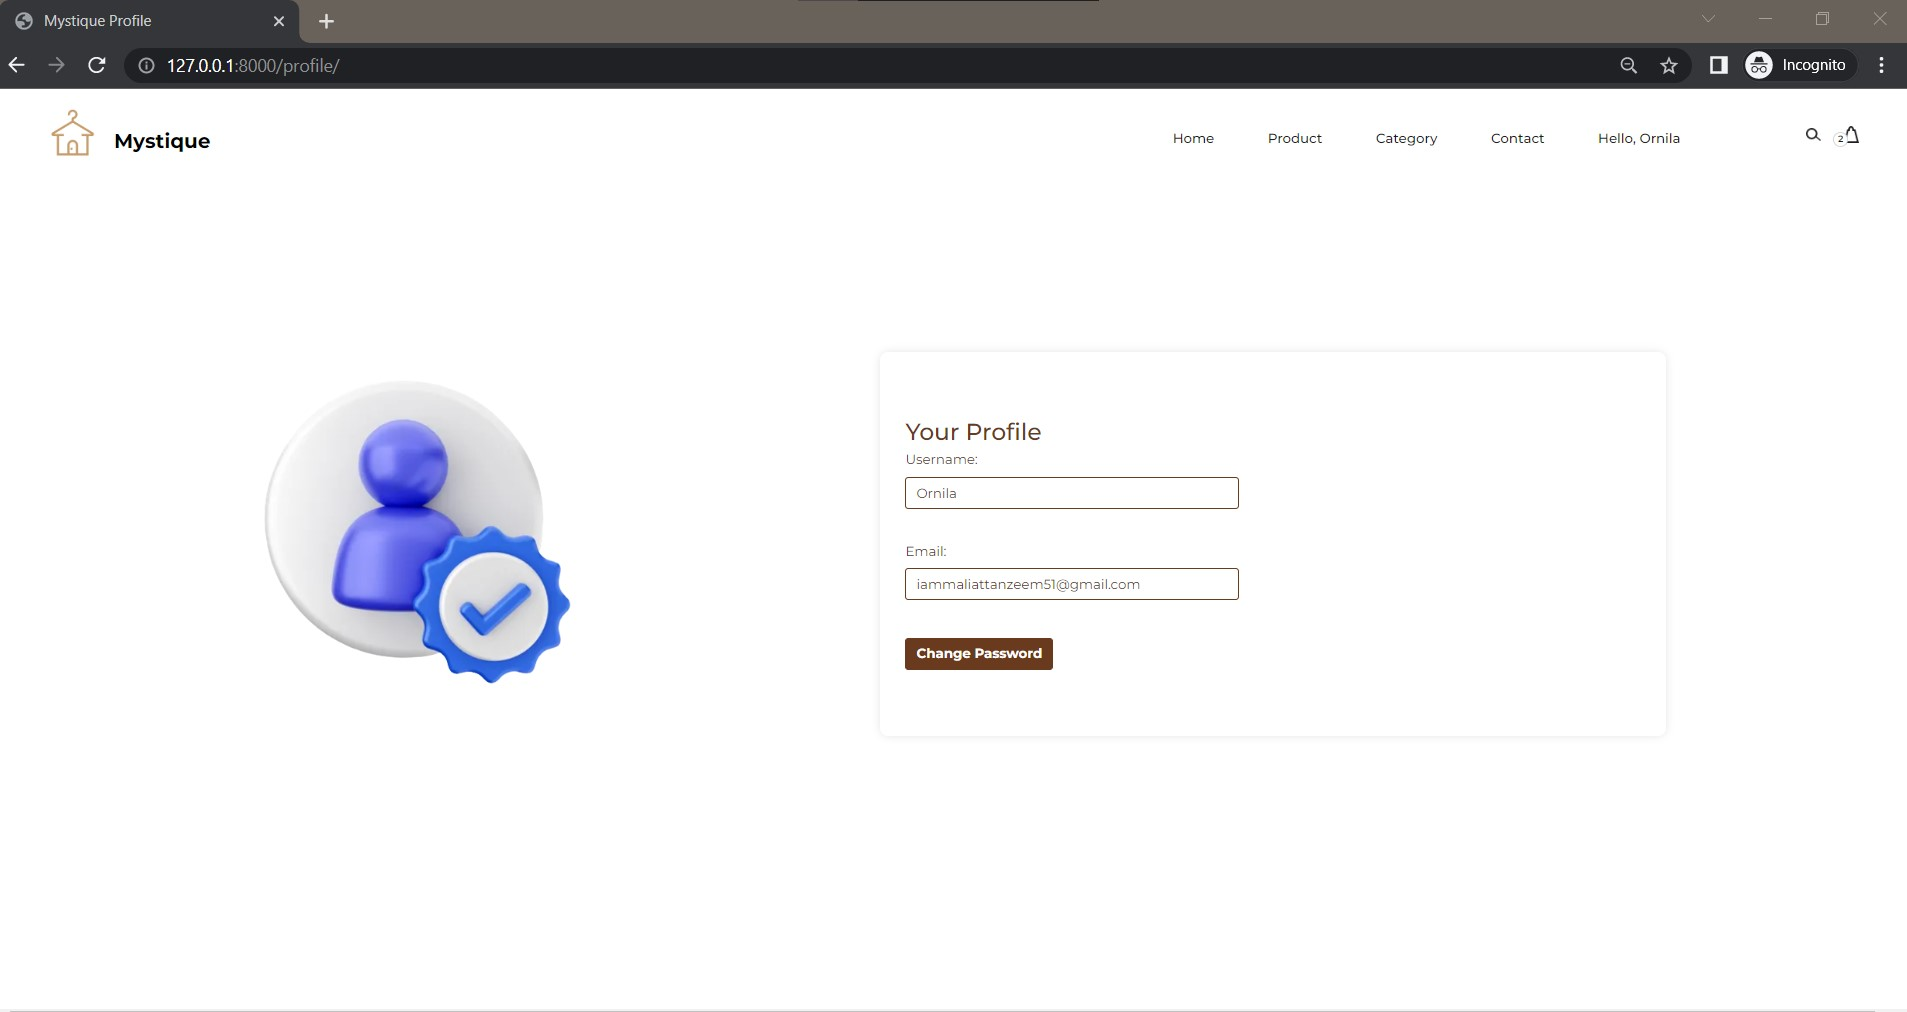 Mystique Profile
127.0.0.1:8000/profile/
Incognito
Mystique
Home Product Category Contact Hello, Ornila
2
Your Profile
Username:
Ornila
Email:
iammaliattanzeem51@gmail.com
Change Password